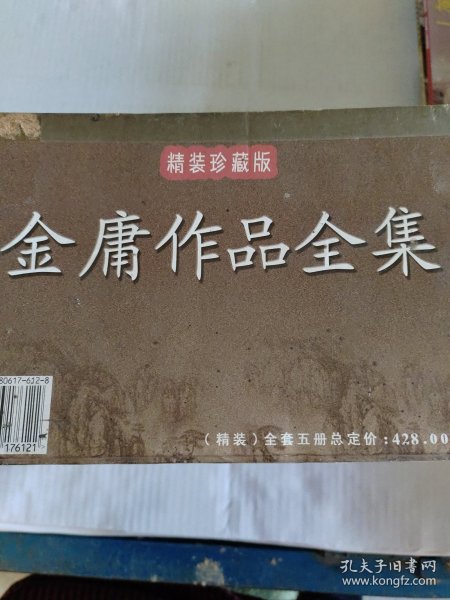 精装珍藏版
金庸作品全集
80617-612-8
176121
（精装）全套五册总定价:428.00
孔夫子旧书网
www.kongfz.com